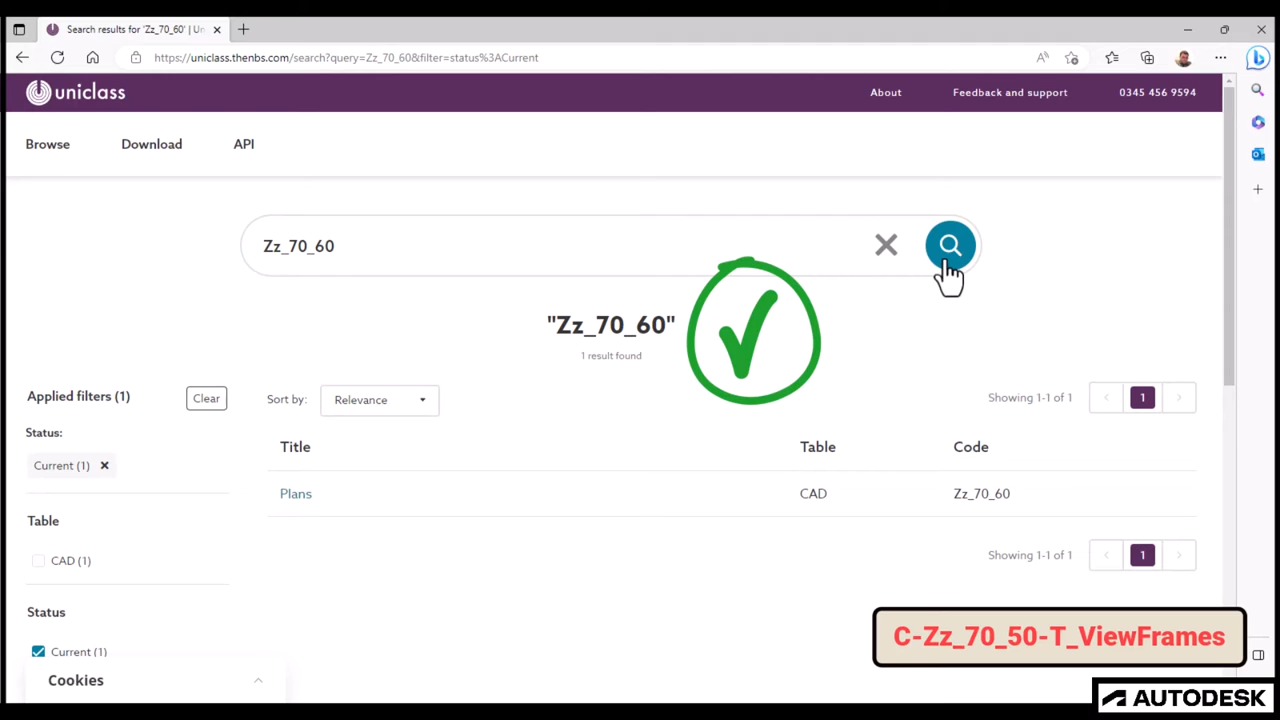 Search results for 'Zz_70_60' | Un
https://uniclass.thenbs.com/search?query=Zz_70_60&filter=status%3ACurrent
uniclass
About
Feedback and support
0345 456 9594
Browse
Download
API
Zz_70_60
"Zz_70_60"
1 result found
Applied filters (1)
Clear
Sort by:
Relevance
Showing 1-1 of 1
1
Status:
Current (1)
Title
Table
Code
Plans
CAD
Zz_70_60
Table
CAD (1)
Showing 1-1 of 1
1
Status
Current (1)
Cookies
C-Zz_70_50-T_ViewFrames
AUTODESK